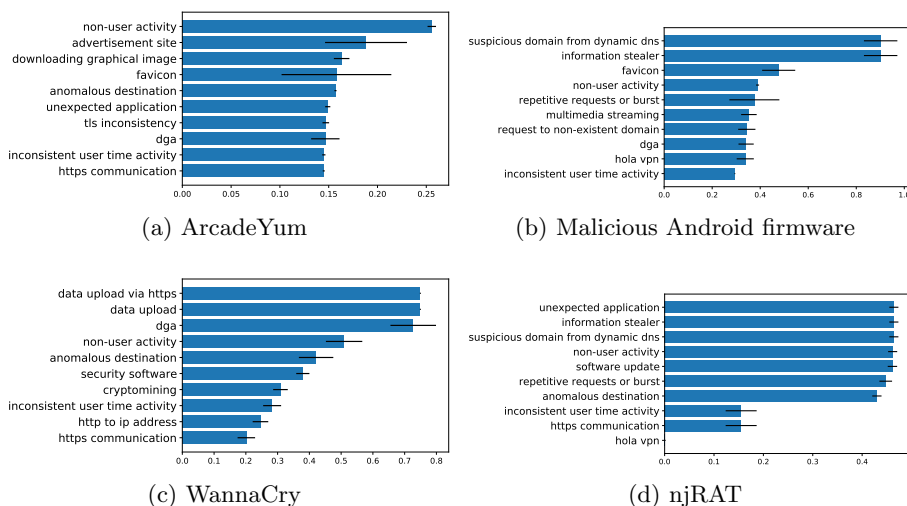 non-user activity
advertisement site
downloading graphical image
favicon
anomalous destination
unexpected application
tls inconsistency
dga
inconsistent user time activity
https communication
0.00 0.05 0.10 0.15 0.20 0.25
(a) ArcadeYum
suspicious domain from dynamic dns
information stealer
favicon
non-user activity
repetitive requests or burst
multimedia streaming
request to non-existent domain
dga
hola vpn
inconsistent user time activity
0.0 0.2 0.4 0.6 0.8 1.0
(b) Malicious Android firmware
data upload via https
data upload
dga
non-user activity
anomalous destination
security software
cryptomining
inconsistent user time activity
http to ip address
https communication
0.0 0.1 0.2 0.3 0.4 0.5 0.6 0.7 0.8
(c) WannaCry
unexpected application
information stealer
suspicious domain from dynamic dns
non-user activity
software update
repetitive requests or burst
anomalous destination
inconsistent user time activity
https communication
hola vpn
0.0 0.1 0.2 0.3 0.4
(d) njRAT